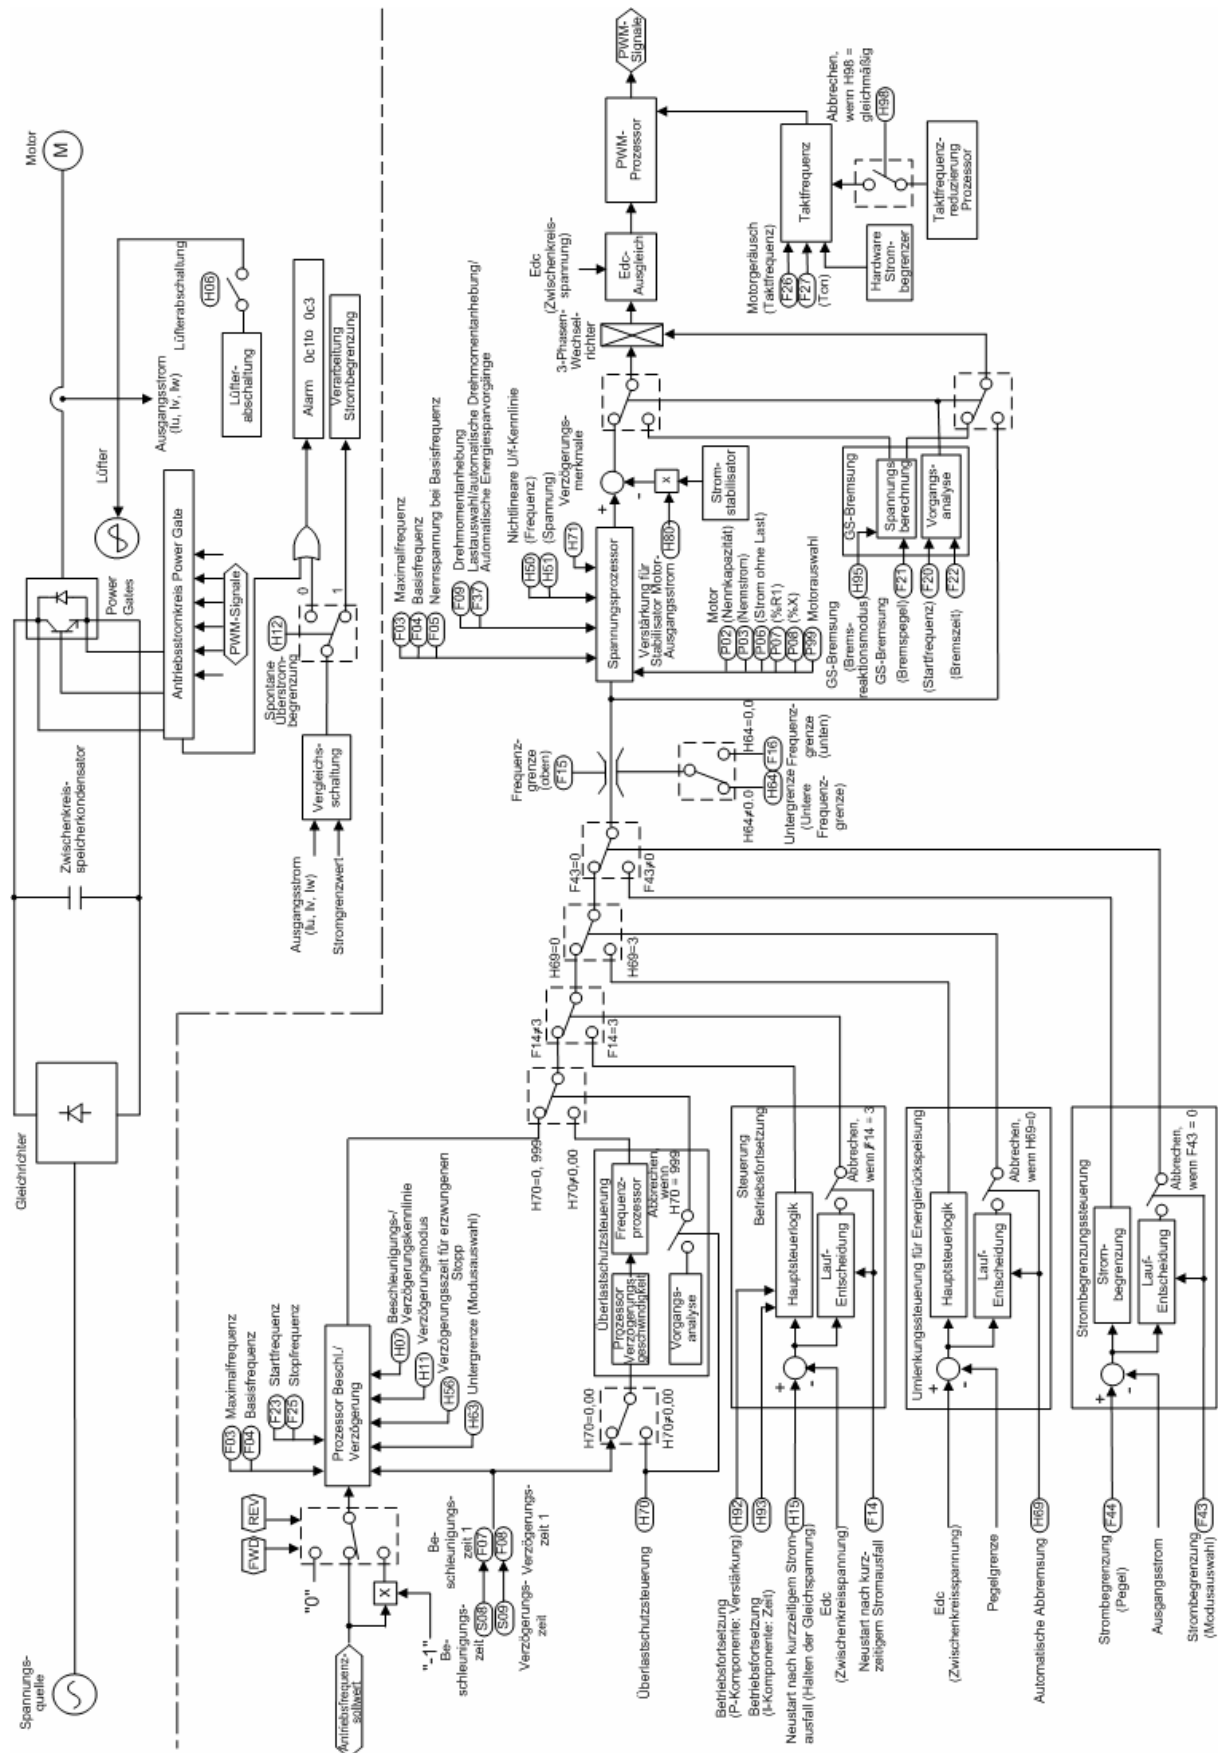 Spannungs-
quelle
Gleichrichter
Zwischenkreis-
speicherkondensator
Power
Gates
Lüfter
Motor
M
Antriebsstromkreis Power Gate
PWM-Signale
Ausgangsstrom
(Iu, Iv, Iw)
Lüfterabschaltung
H06
Lüfter-
abschaltung
Ausgangsstrom
(Iu, Iv, Iw)
Stromgrenzwert
Vergleichs-
schaltung
Spontane
Überstrom-
begrenzung
H12
0
1
Alarm 0c1to 0c3
Verarbeitung
Strombegrenzung
Antriebsfrequenz-
sollwert
"0"
FWD
REV
x
"-1"
F03
Maximalfrequenz
F04
Basisfrequenz
F23
Startfrequenz
F25
Stopfrequenz
Prozessor Beschl./
Verzögerung
H07
Beschleunigungs-/
Verzögerungskennlinie
H11
Verzögerungsmodus
H56
Verzögerungsszeit für erzwungenen
Stopp
H63
Untergrenze (Modusauswahl)
Be-
schleunigungs-
zeit
S08
Be-
schleunigungs-
zeit 1
F07
Verzögerungs-
zeit
S09
Verzögerungs-
zeit 1
F08
Überlastschutzsteuerung
H70
H70=0,00
H70≠0,00
Überlastschutzsteuerung
Prozessor
Verzögerungs-
geschwindigkeit
Frequenz-
prozessor
Vorgangs-
analyse
Abbrechen,
wenn
H70 = 999
H70=0, 999
H70≠0,00
F14≠3
F14=3
H69=0
H69=3
F43=0
F43≠0
Betriebsfortsetzung
(P-Komponente: Verstärkung)
H92
Betriebsfortsetzung
(I-Komponente: Zeit)
H93
Neustart nach kurzzeitigem Strom-
ausfall (Halten der Gleichspannung)
H15
Edc
(Zwischenkreisspannung)
Neustart nach kurz-
zeitigem Stromausfall
F14
Steuerung
Betriebsfortsetzung
Hauptsteuerlogik
Lauf-
Entscheidung
Abbrechen,
wenn F14 = 3
+
-
Edc
(Zwischenkreisspannung)
Pegelgrenze
Automatische Abbremsung
H69
Umlenkungssteuerung für Energierückspeisung
Hauptsteuerlogik
Lauf-
Entscheidung
Abbrechen,
wenn H69=0
+
-
Strombegrenzung
(Pegel)
F44
Ausgangsstrom
Strombegrenzung
(Modusauswahl)
F43
Strombegrenzungssteuerung
Strom-
begrenzung
Lauf-
Entscheidung
Abbrechen,
wenn F43 = 0
+
-
Frequenz-
grenze
(oben)
F15
H64≠0.0
H64=0,0
H64
F16
Untergrenze
(Untere
Frequenz-
grenze)
Frequenz-
grenze
(unten)
F03
Maximalfrequenz
F04
Basisfrequenz
F05
Nennspannung bei Basisfrequenz
F09
Drehmomentanhebung
F37
Lastauswahl/automatische Drehmomentanhebung/
Automatische Energiesparvorgänge
Nichtlineare U/f-Kennlinie
H50
(Frequenz)
H51
(Spannung)
H71
Verzögerungs-
merkmale
Spannungsprozessor
Verstärkung für
Stabilisator Motor-
Ausgangsstrom
H80
x
Strom-
stabilisator
+
-
Motor
P02
(Nennkapazität)
P03
(Nennstrom)
P06
(Strom ohne Last)
P07
(%R1)
P08
(%X)
P99
Motorauswahl
GS-Bremsung
(Brems-
reaktionsmodus)
H95
GS-Bremsung
(Bremspegel)
F21
(Startfrequenz)
F20
(Bremszeit)
F22
GS-Bremsung
Spannungs
berechnung
Vorgangs-
analyse
3-Phasen-
Wechsel-
richter
Edc
(Zwischenkreis-
spannung)
Edc-
Ausgleich
PWM-
Prozessor
PWM-
Signale
Motorgeräusch
(Taktfrequenz)
F26
F27
(Ton)
Taktfrequenz
Hardware
Strom-
begrenzer
Taktfrequenz-
reduzierung
Prozessor
Abbrechen,
wenn H98 =
gleichmäßig
H98